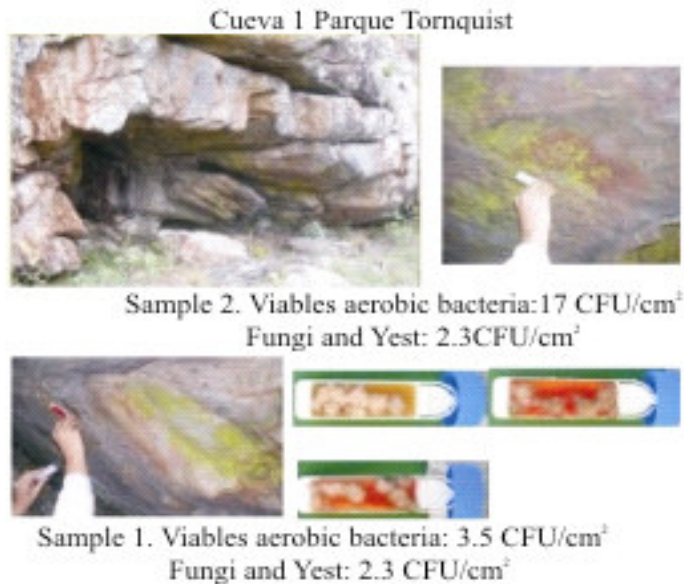 Cueva 1 Parque Tornquist
Sample 2. Viables aerobic bacteria:17 CFU/cm²
Fungi and Yest: 2.3CFU/cm²
Sample 1. Viables aerobic bacteria: 3.5 CFU/cm²
Fungi and Yest: 2.3 CFU/cm²